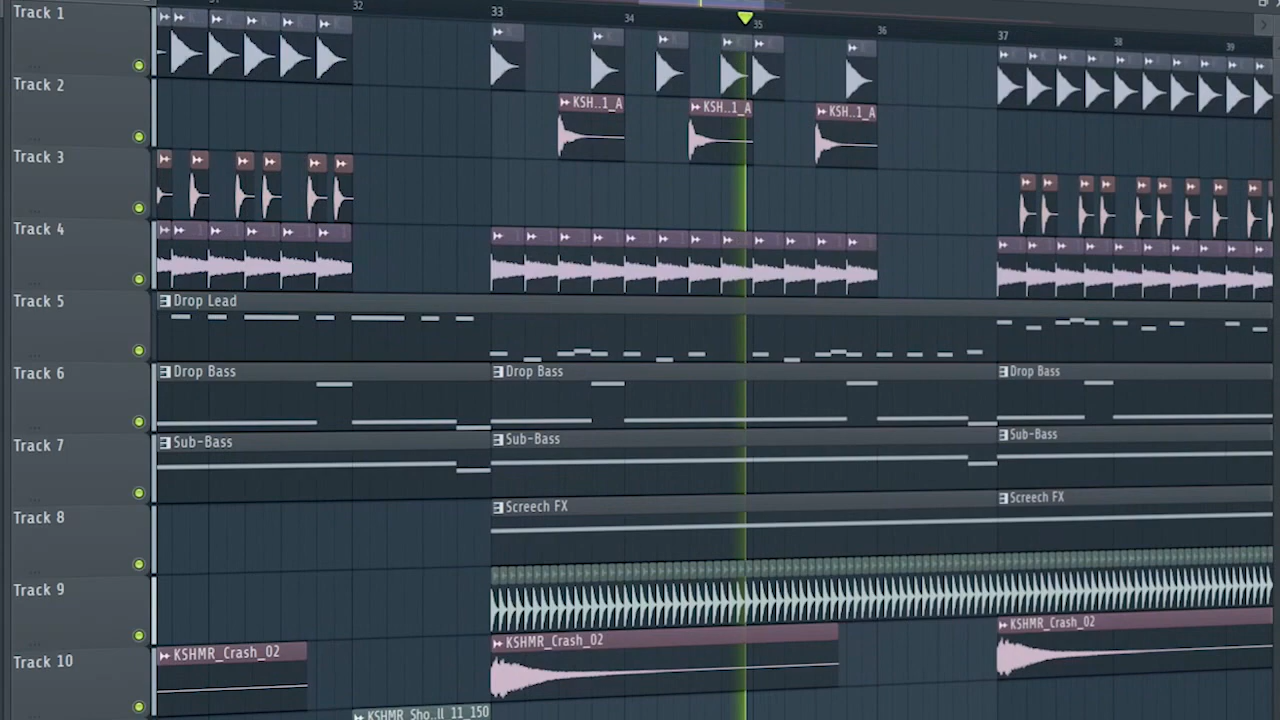 32 33 34 35 36 37 38 39
Track 1
Track 2
KSH..1_A KSH..1_A KSH..1_A
Track 3
Track 4
Track 5
Drop Lead
Track 6
Drop Bass Drop Bass Drop Bass
Track 7
Sub-Bass Sub-Bass Sub-Bass
Track 8
Screech FX Screech FX
Track 9
Track 10
KSHMR_Crash_02 KSHMR_Crash_02 KSHMR_Crash_02
KSHMR_Sho..ll_11_150